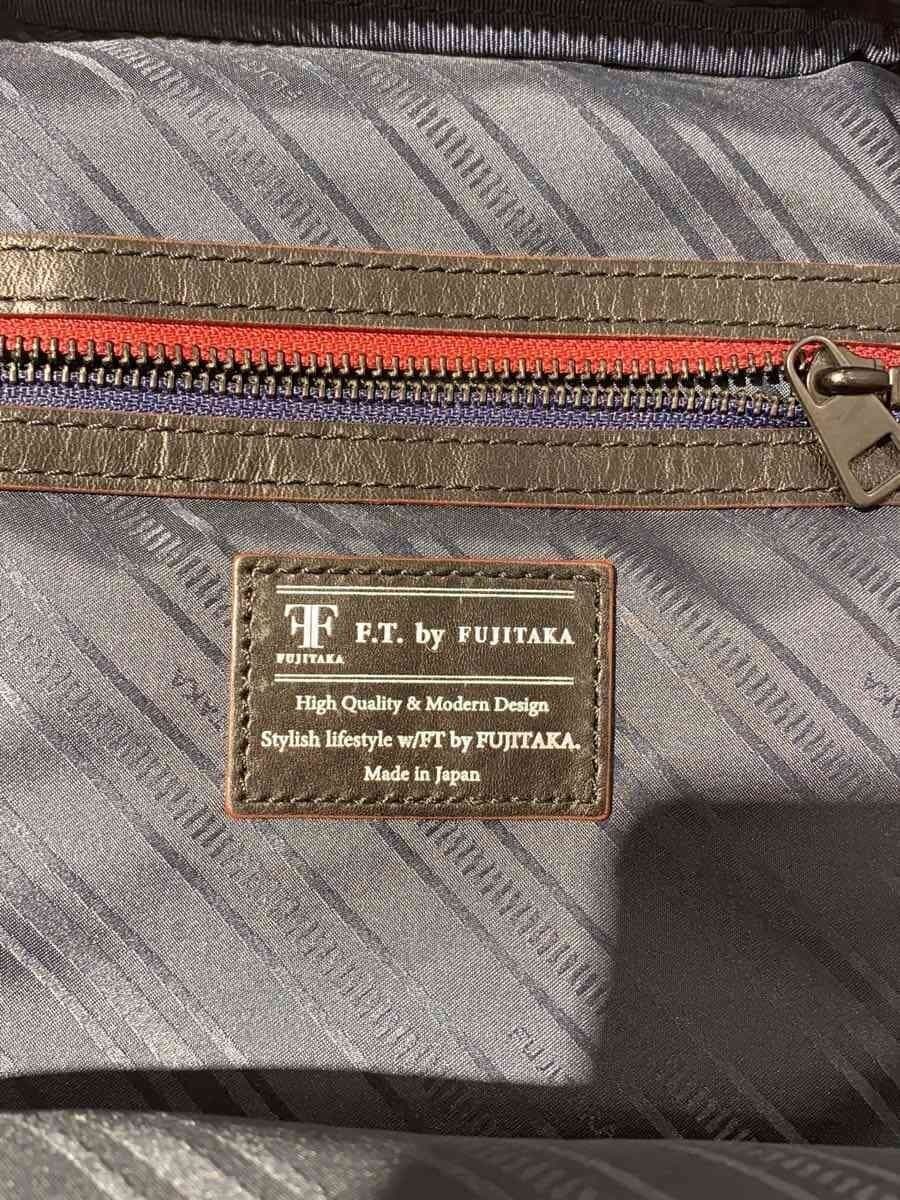 FF F.T. by FUJITAKA
FUJITAKA
High Quality & Modern Design
Stylish lifestyle w/FT by FUJITAKA.
Made in Japan